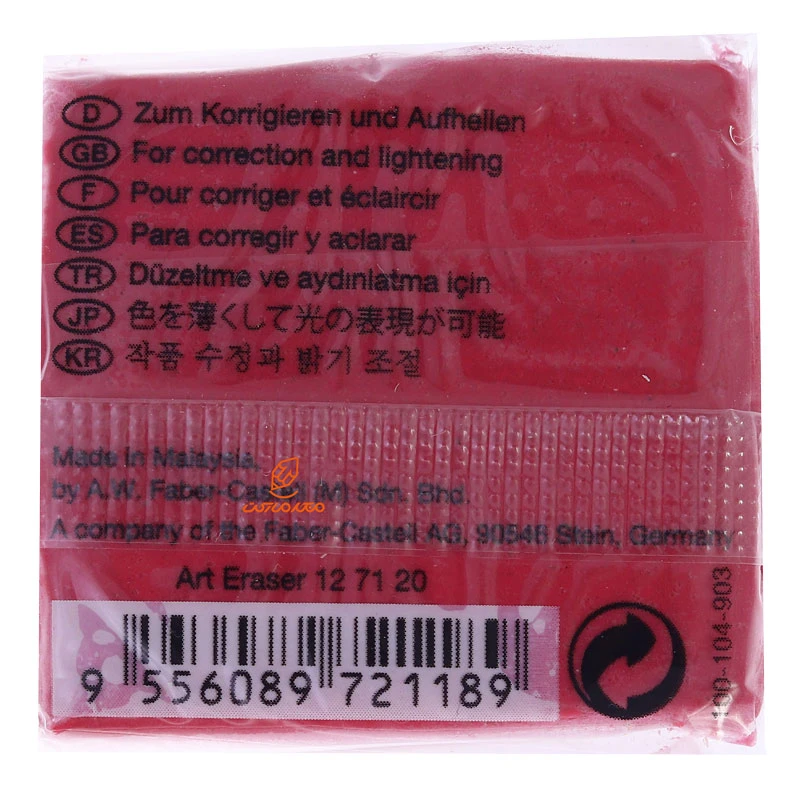 D Zum Korrigieren und Aufhellen
GB For correction and lightening
F Pour corriger et éclaircir
ES Para corregir y aclarar
TR Düzeltme ve aydınlatma için
JP 色を薄くして光の表現が可能
KR 작품 수정과 밝기 조절
Made in Malaysia,
by A.W. Faber-Castell (M) Sdn. Bhd.
A company of the Faber-Castell AG, 90546 Stein, Germany
Art Eraser 12 71 20
9 556089 721189
100-104-903